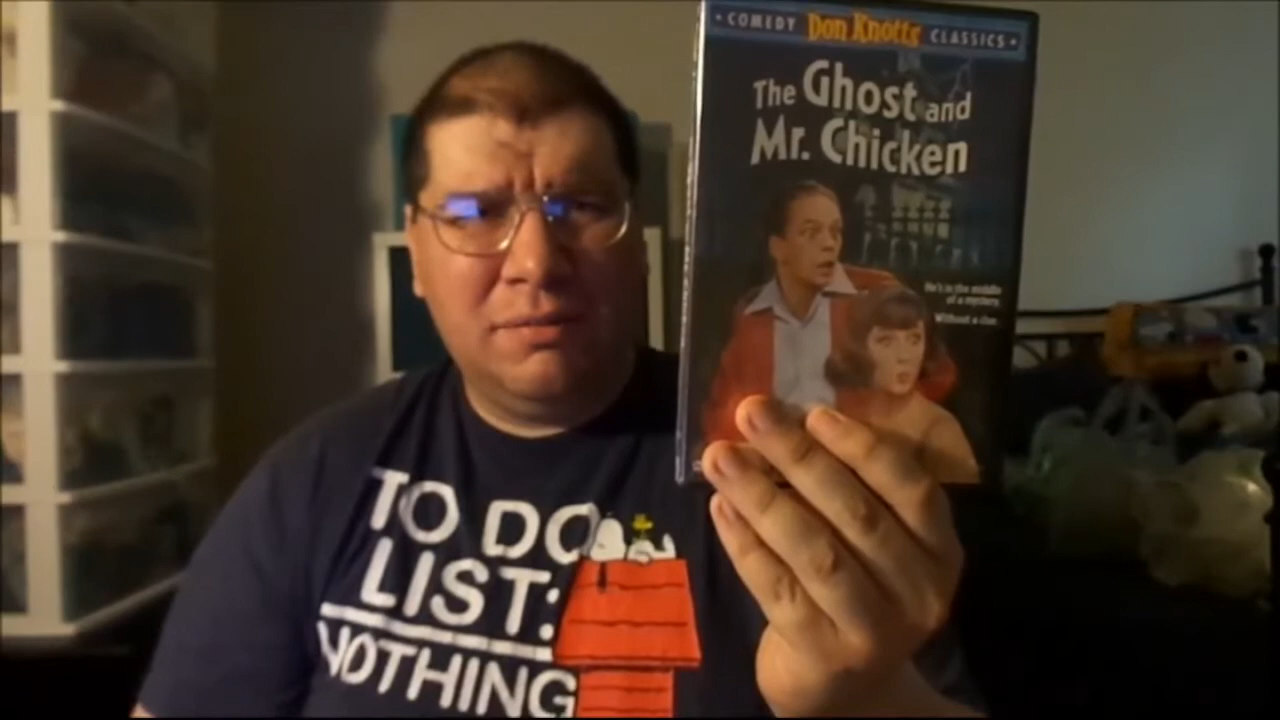 COMEDY Don Knotts CLASSICS
The Ghost and
Mr. Chicken
He's in the middle
of a mystery.
Without a clue.
TO DO
LIST:
NOTHING